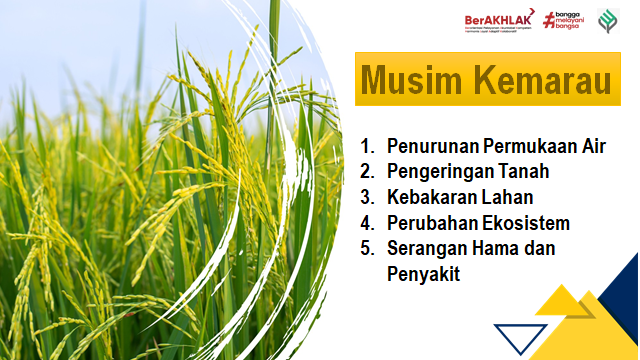 BerAKHLAK
#bangga
melayani
bangsa
Musim Kemarau
1. Penurunan Permukaan Air
2. Pengeringan Tanah
3. Kebakaran Lahan
4. Perubahan Ekosistem
5. Serangan Hama dan
Penyakit